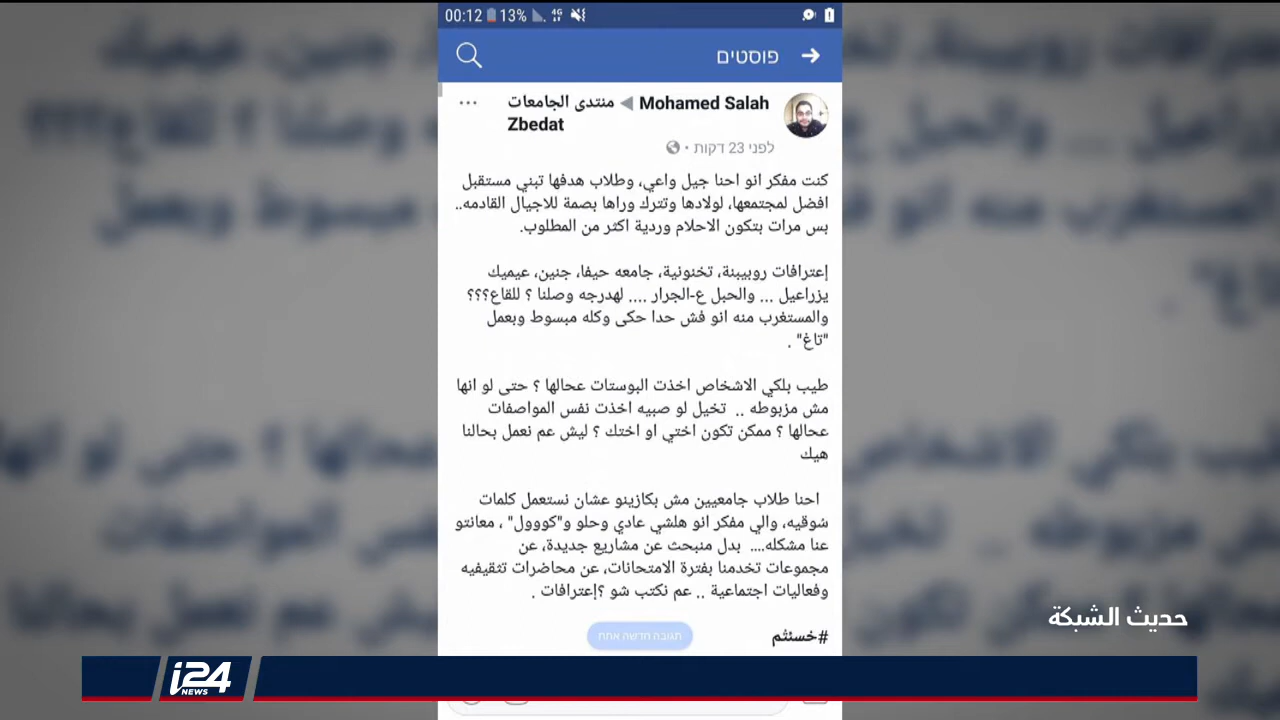 00:12 13% 4G
פוסטים
Mohamed Salah ◀ منتدى الجامعات
Zbedat
לפני 23 דקות •
كنت مفكر انو احنا جيل واعي، وطلاب هدفها تبني مستقبل
افضل لمجتمعها، لولادها وتترك وراها بصمة للاجيال القادمه..
بس مرات بتكون الاحلام وردية اكثر من المطلوب.
إعترافات روبيبنة، تخنونية، جامعه حيفا، جنين، عيميك
يزراعيل ... والحبل ع-الجرار .... لهدرجه وصلنا ؟ للقاع؟؟؟
والمستغرب منه انو فش حدا حكى وكله مبسوط وبعمل
"تاغ" .
طيب بلكي الاشخاص اخذت البوستات عحالها ؟ حتى لو انها
مش مزبوطه .. تخيل لو صبيه اخذت نفس المواصفات
عحالها ؟ ممكن تكون اختي او اختك ؟ ليش عم نعمل بحالنا
هيك
احنا طلاب جامعيين مش بكازينو عشان نستعمل كلمات
شوقيه، والي مفكر انو هلشي عادي وحلو و"كووول" ، معانتو
عنا مشكله.... بدل منبحث عن مشاريع جديدة، عن
مجموعات تخدمنا بفترة الامتحانات، عن محاضرات تثقيفيه
وفعاليات اجتماعية .. عم نكتب شو ؟إعترافات .
#خسئتُم
תגובה חדשה אחת
حديث الشبكة
i24
NEWS